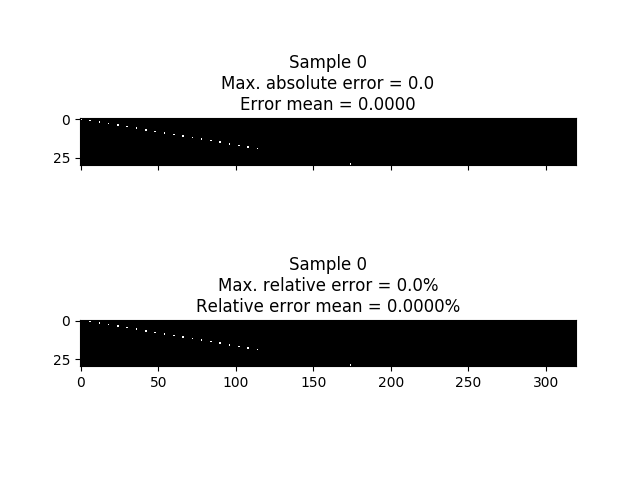 Sample 0
Max. absolute error = 0.0
Error mean = 0.0000
0
25
Sample 0
Max. relative error = 0.0%
Relative error mean = 0.0000%
0
25
0 50 100 150 200 250 300